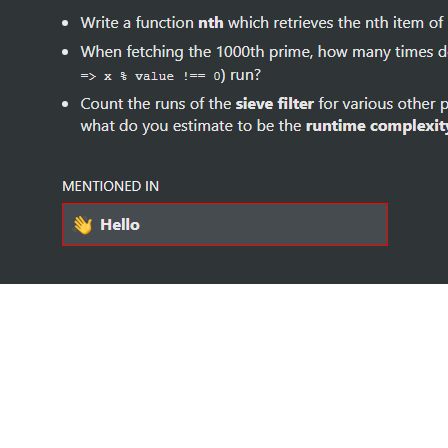 Write a function nth which retrieves the nth item of
When fetching the 1000th prime, how many times
=> x % value !== 0) run?
Count the runs of the sieve filter for various other
what do you estimate to be the runtime complexity
MENTIONED IN
👋 Hello